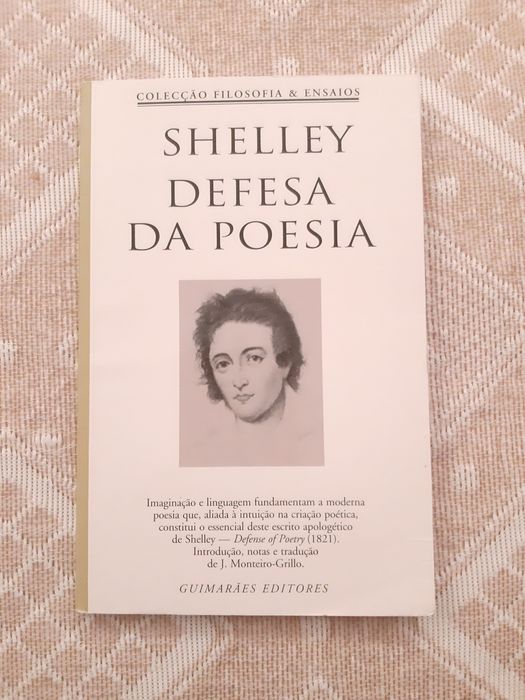 COLECÇÃO FILOSOFIA & ENSAIOS
SHELLEY
DEFESA
DA POESIA
Imaginação e linguagem fundamentam a moderna
poesia que, aliada à intuição na criação poética,
constitui o essencial deste escrito apologético
de Shelley — Defense of Poetry (1821).
Introdução, notas e tradução
de J. Monteiro-Grillo.
GUIMARÃES EDITORES